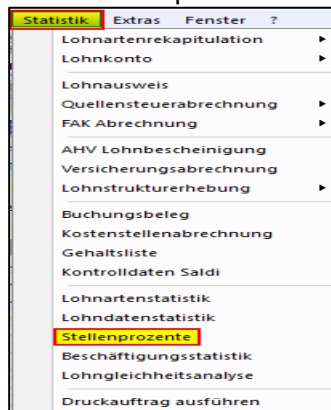 Statistik Extras Fenster ?
Lohnartenrekapitulation
Lohnkonto
Lohnausweis
Quellensteuerabrechnung
FAK Abrechnung
AHV Lohnbescheinigung
Versicherungsabrechnung
Lohnstrukturerhebung
Buchungsbeleg
Kostenstellenabrechnung
Gehaltsliste
Kontrolldaten Saldi
Lohnartenstatistik
Lohndatenstatistik
Stellenprozente
Beschäftigungsstatistik
Lohngleichheitsanalyse
Druckauftrag ausführen